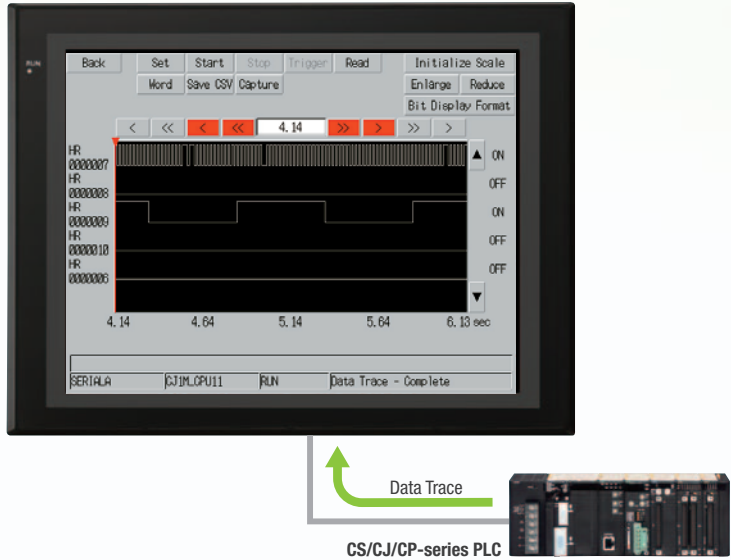 RUN
Back Set Start Stop Trigger Read Initialize Scale
Word Save CSV Capture Enlarge Reduce
Bit Display Format
< << < << 4.14 >> > >> >
HR
0000007 ON
HR
0000008 OFF
HR
0000009 ON
HR
0000010 OFF
HR
0000006 OFF
4.14 4.64 5.14 5.64 6.13 sec
SERIALA CJ1M_CPU11 RUN Data Trace - Complete
Data Trace
CS/CJ/CP-series PLC